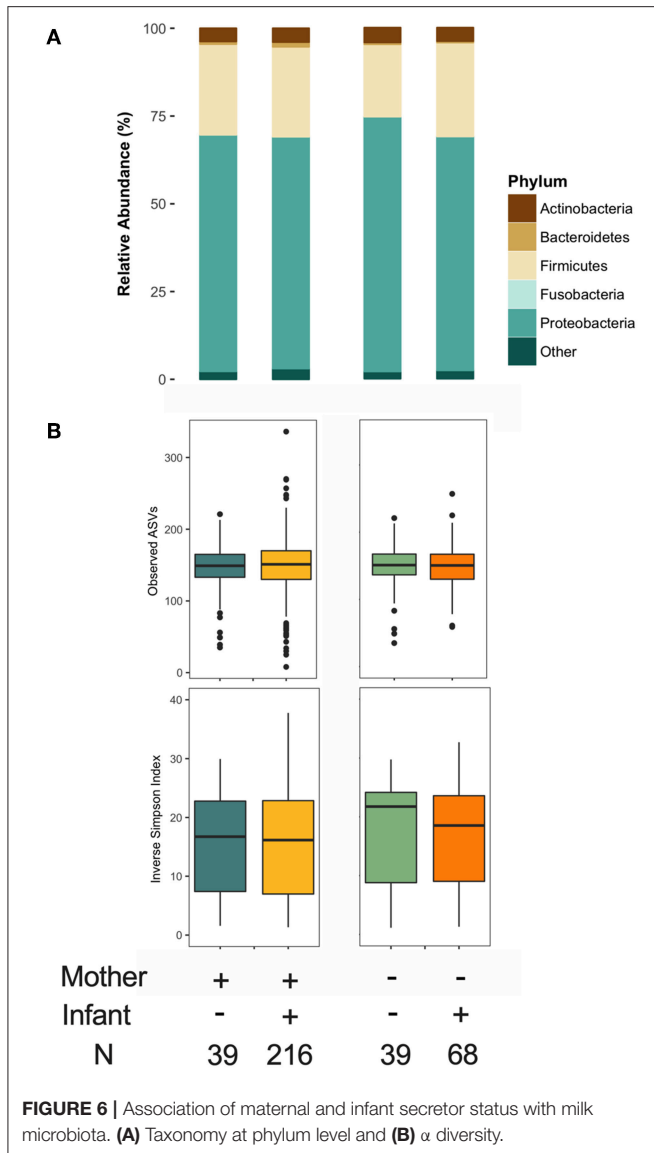 A
Relative Abundance (%)
100
75
50
25
0
Phylum
Actinobacteria
Bacteroidetes
Firmicutes
Fusobacteria
Proteobacteria
Other
B
Observed ASVs
300
200
100
0
Inverse Simpson Index
40
30
20
10
0
Mother + + - -
Infant - + - +
N 39 216 39 68
FIGURE 6 | Association of maternal and infant secretor status with milk
microbiota. (A) Taxonomy at phylum level and (B) α diversity.